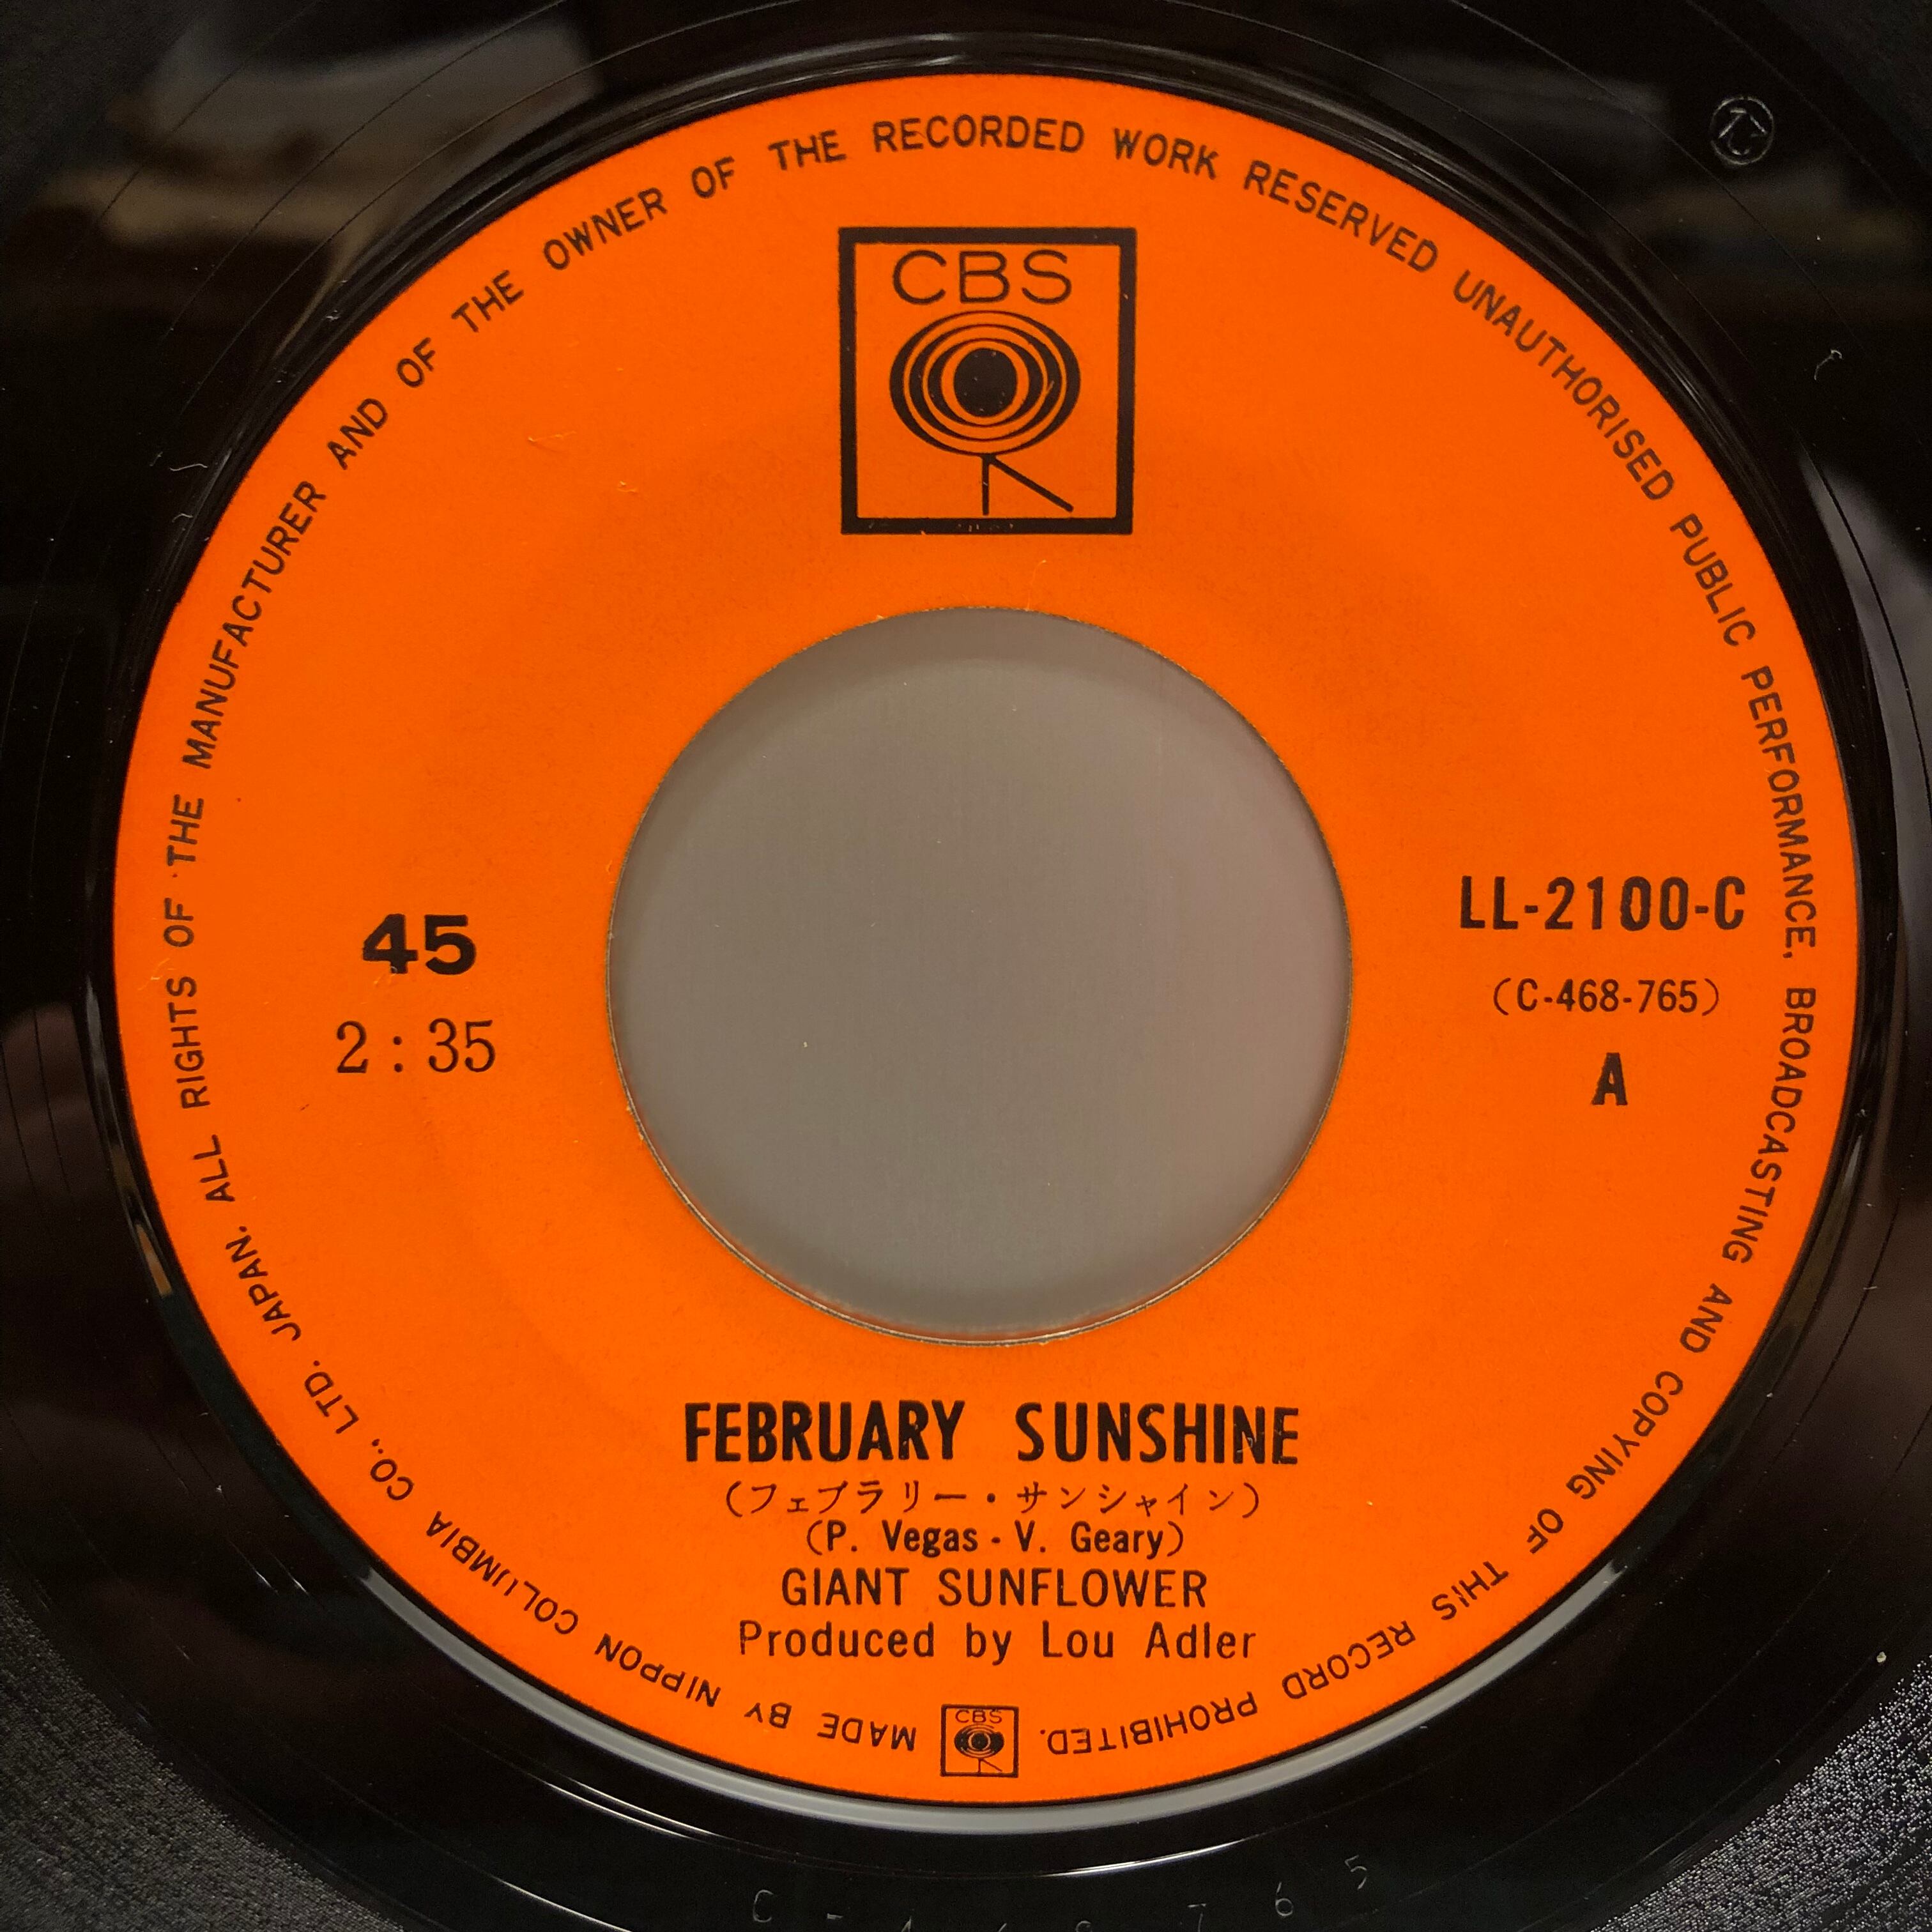 MADE BY NIPPON COLUMBIA CO., LTD. JAPAN. ALL RIGHTS OF THE MANUFACTURER AND OF THE OWNER OF THE RECORDED WORK RESERVED UNAUTHORISED PUBLIC PERFORMANCE, BROADCASTING AND COPYING OF THIS RECORD PROHIBITED.
CBS
45
2:35
LL-2100-C
(C-468-765)
A
FEBRUARY SUNSHINE
(フェブラリー・サンシャイン)
(P. Vegas - V. Geary)
GIANT SUNFLOWER
Produced by Lou Adler
CBS
C-468765